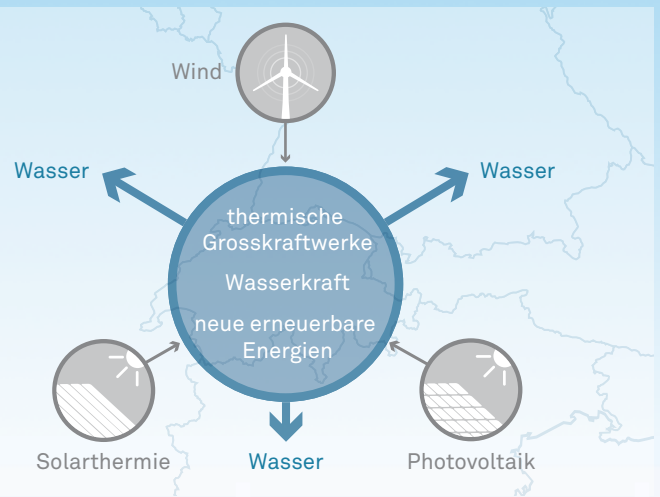 Wind
Wasser
Wasser
thermische
Grosskraftwerke
Wasserkraft
neue erneuerbare
Energien
Solarthermie
Wasser
Photovoltaik